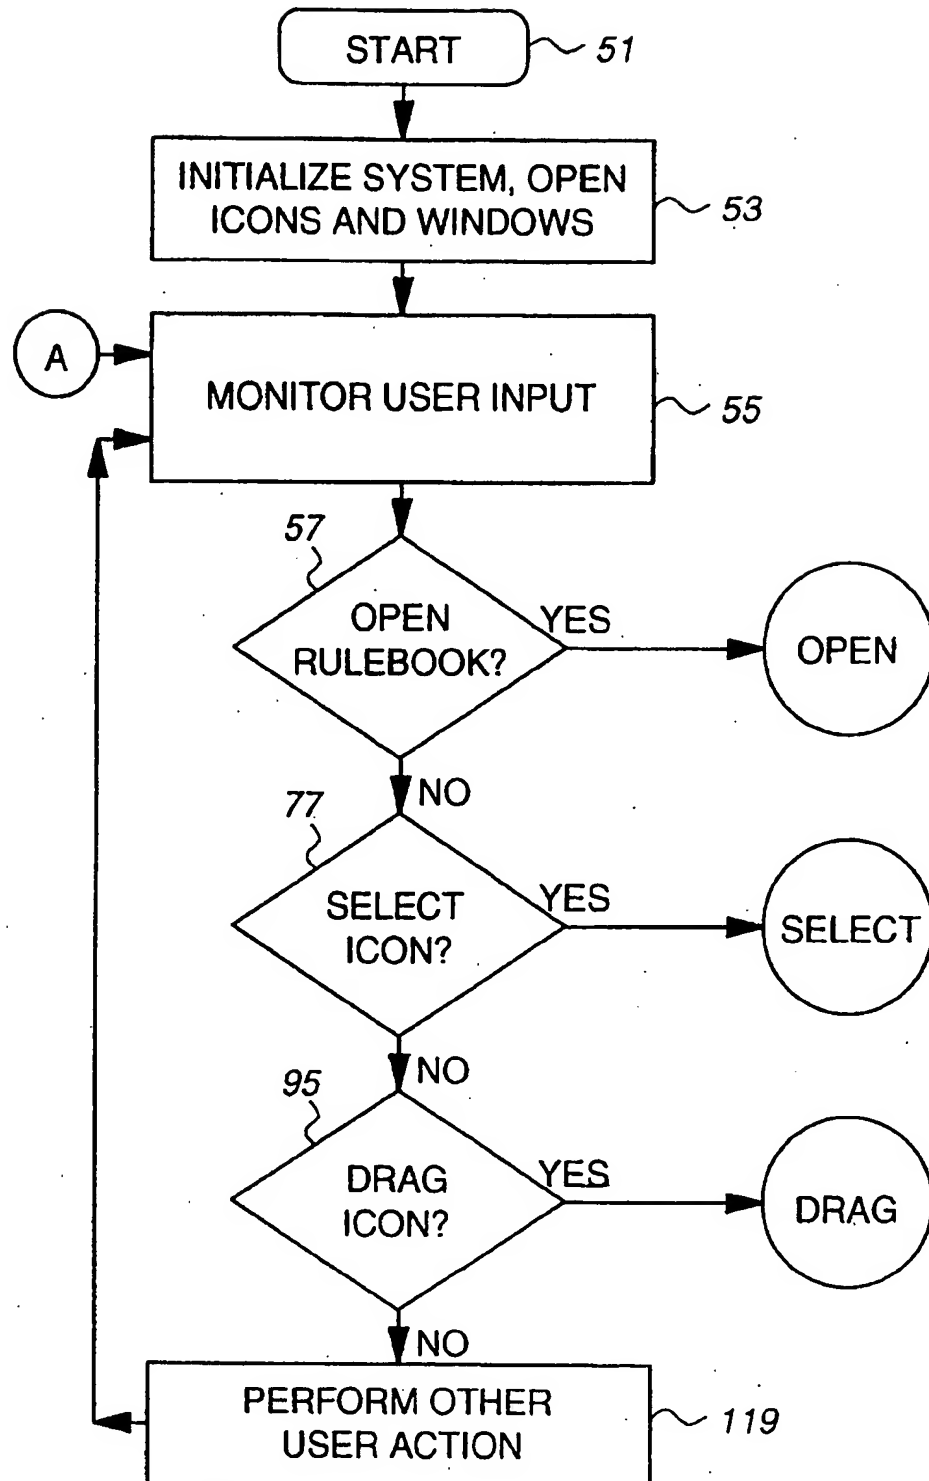 START
51
INITIALIZE SYSTEM, OPEN
ICONS AND WINDOWS
53
A
MONITOR USER INPUT
55
57
OPEN
RULEBOOK?
YES
OPEN
NO
77
SELECT
ICON?
YES
SELECT
NO
95
DRAG
ICON?
YES
DRAG
NO
PERFORM OTHER
USER ACTION
119